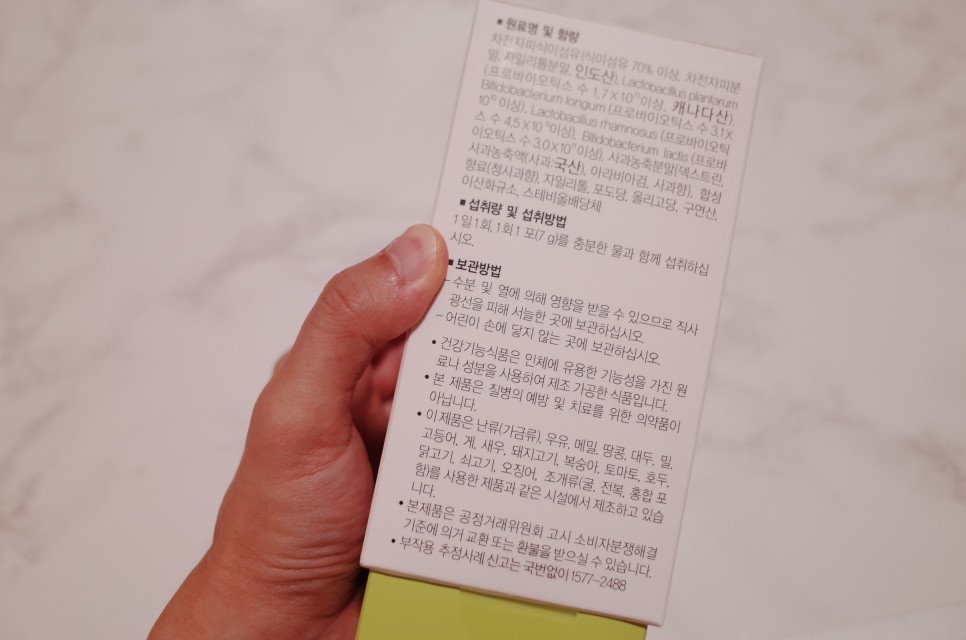 ■ 원료명 및 함량
차전자피식이섬유(식이섬유 70% 이상, 차전자피분
말, 자일리톨분말, 인도산), Lactobacillus plantarum
(프로바이오틱스 수 1.7 X 10¹¹이상, 캐나다산),
Bifidobacterium longum (프로바이오틱스 수 3.1X
10¹⁰ 이상), Lactobacillus rhamnosus (프로바이오틱
스 수 4.5 X 10¹⁰이상), Bifidobacterium lactis (프로바
이오틱스 수 3.0 X 10¹¹이상), 사과농축분말(덱스트린,
사과농축액(사과:국산), 아라비아검, 사과향), 합성
향료(청사과향), 자일리톨, 포도당, 올리고당, 구연산,
이산화규소, 스테비올배당체
■ 섭취량 및 섭취방법
1일1회, 1회 1 포(7 g)를 충분한 물과 함께 섭취하십
시오.
■ 보관방법
- 수분 및 열에 의해 영향을 받을 수 있으므로 직사
광선을 피해 서늘한 곳에 보관하십시오.
- 어린이 손에 닿지 않는 곳에 보관하십시오.
• 건강기능식품은 인체에 유용한 기능성을 가진 원
료나 성분을 사용하여 제조 가공한 식품입니다.
• 본 제품은 질병의 예방 및 치료를 위한 의약품이
아닙니다.
• 이 제품은 난류(가금류), 우유, 메밀, 땅콩, 대두, 밀,
고등어, 게, 새우, 돼지고기, 복숭아, 토마토, 호두,
닭고기, 쇠고기, 오징어, 조개류(굴, 전복, 홍합 포
함)를 사용한 제품과 같은 시설에서 제조하고 있습
니다.
• 본제품은 공정거래위원회 고시 소비자분쟁해결
기준에 의거 교환 또는 환불을 받으실 수 있습니다.
• 부작용 추정사례 신고는 국번없이 1577-2488